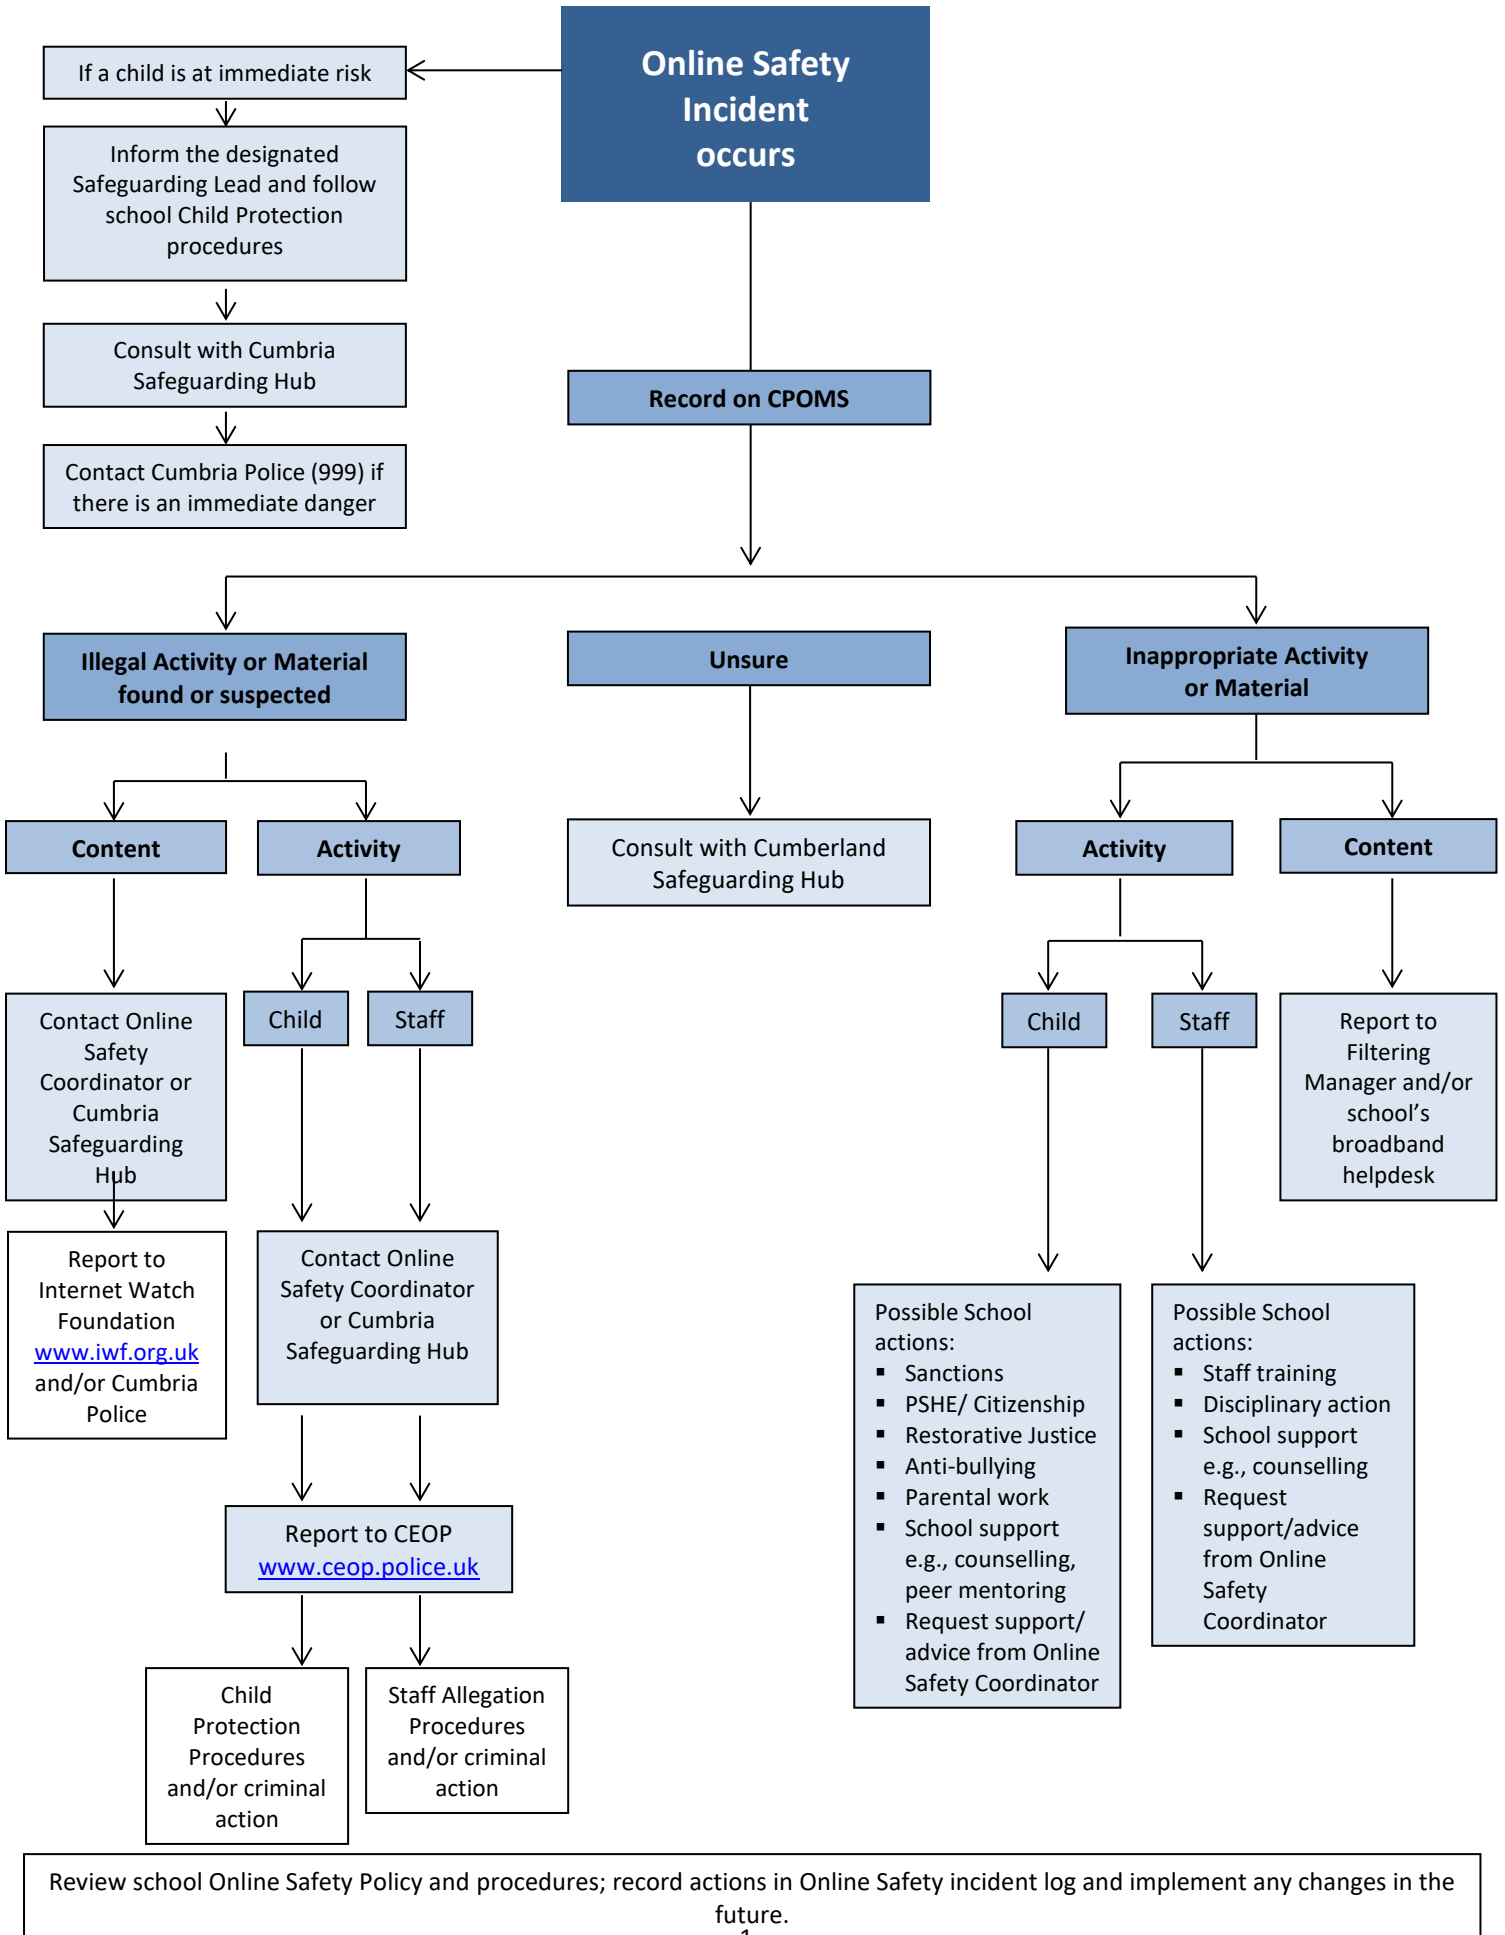 Online Safety
Incident
occurs
If a child is at immediate risk
Inform the designated
Safeguarding Lead and follow
school Child Protection
procedures
Consult with Cumbria
Safeguarding Hub
Contact Cumbria Police (999) if
there is an immediate danger
Record on CPOMS
Illegal Activity or Material
found or suspected
Unsure
Inappropriate Activity
or Material
Content
Activity
Consult with Cumberland
Safeguarding Hub
Activity
Content
Contact Online
Safety
Coordinator or
Cumbria
Safeguarding
Hub
Child
Staff
Child
Staff
Report to
Filtering
Manager and/or
school’s
broadband
helpdesk
Report to
Internet Watch
Foundation
www.iwf.org.uk
and/or Cumbria
Police
Contact Online
Safety Coordinator
or Cumbria
Safeguarding Hub
Report to CEOP
www.ceop.police.uk
Child
Protection
Procedures
and/or criminal
action
Staff Allegation
Procedures
and/or criminal
action
Possible School
actions:
▪ Sanctions
▪ PSHE/ Citizenship
▪ Restorative Justice
▪ Anti-bullying
▪ Parental work
▪ School support
e.g., counselling,
peer mentoring
▪ Request support/
advice from Online
Safety Coordinator
Possible School
actions:
▪ Staff training
▪ Disciplinary action
▪ School support
e.g., counselling
▪ Request
support/advice
from Online
Safety
Coordinator
Review school Online Safety Policy and procedures; record actions in Online Safety incident log and implement any changes in the
future.
1